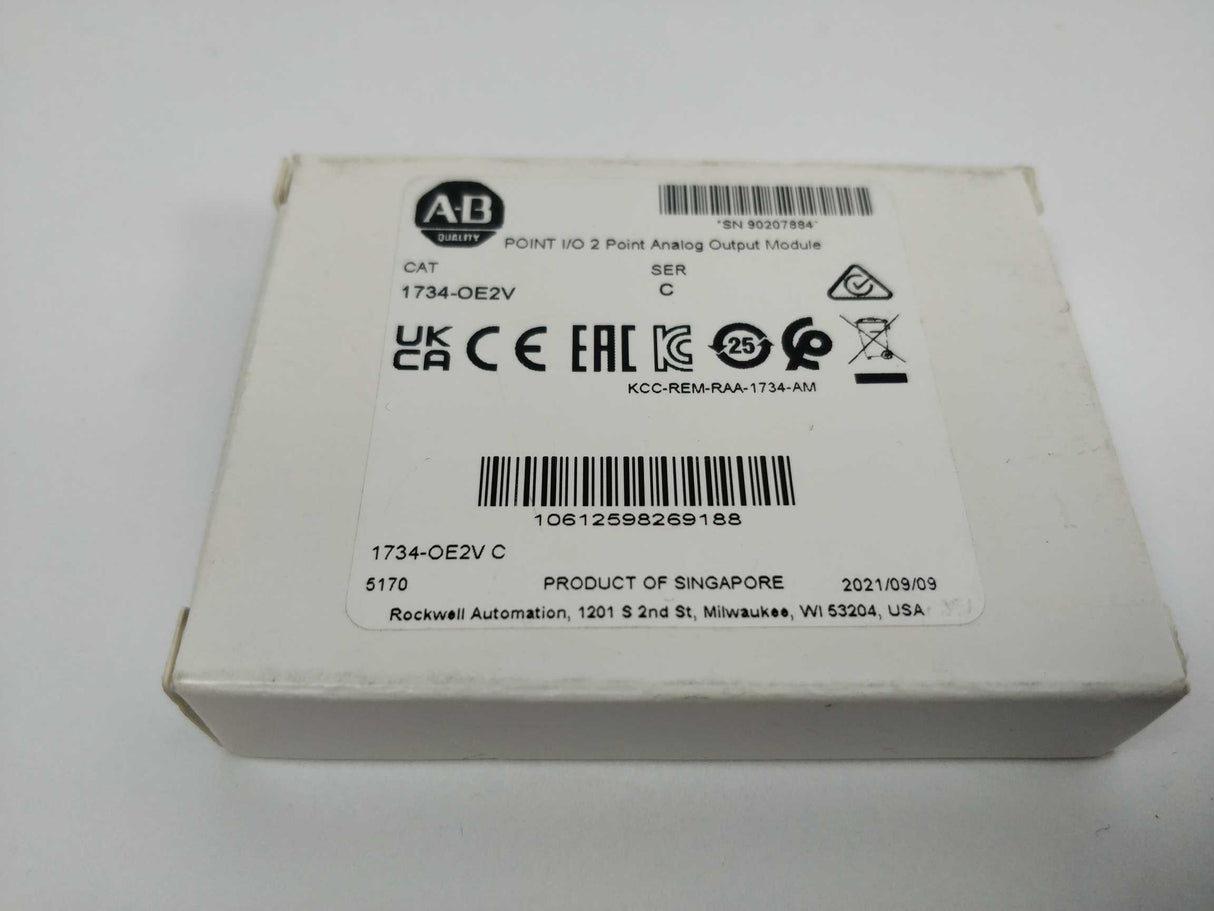 A-B
QUALITY
*SN 90207884*
POINT I/O 2 Point Analog Output Module
CAT
SER
1734-OE2V
C
UK
CA
CE EAC KC 25
KCC-REM-RAA-1734-AM
10612598269188
1734-OE2V C
5170
PRODUCT OF SINGAPORE
2021/09/09
Rockwell Automation, 1201 S 2nd St, Milwaukee, WI 53204, USA